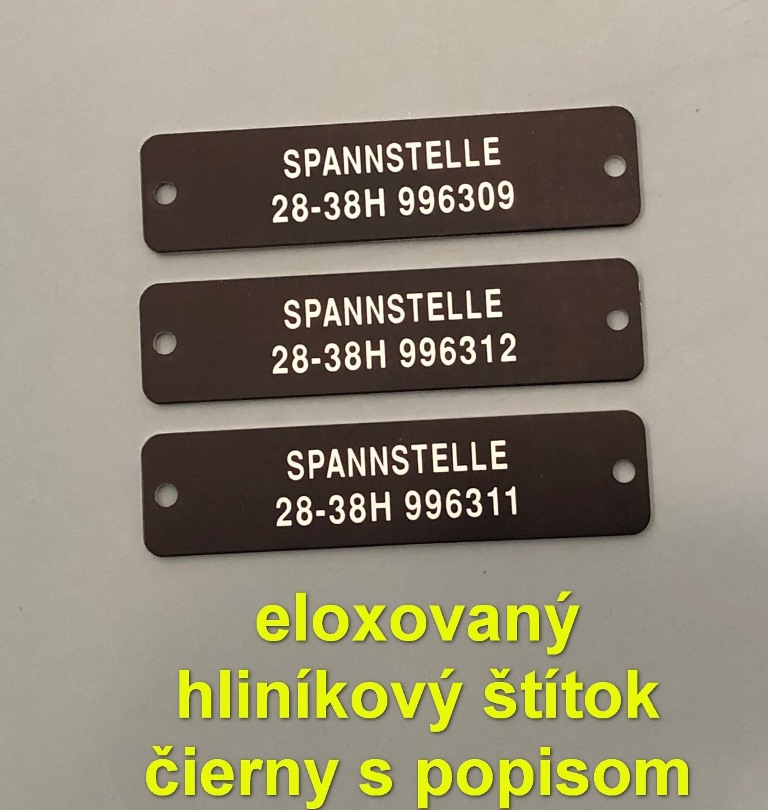 SPANNSTELLE
28-38H 996309
SPANNSTELLE
28-38H 996312
SPANNSTELLE
28-38H 996311
eloxovaný
hliníkový štítok
čierny s popisom